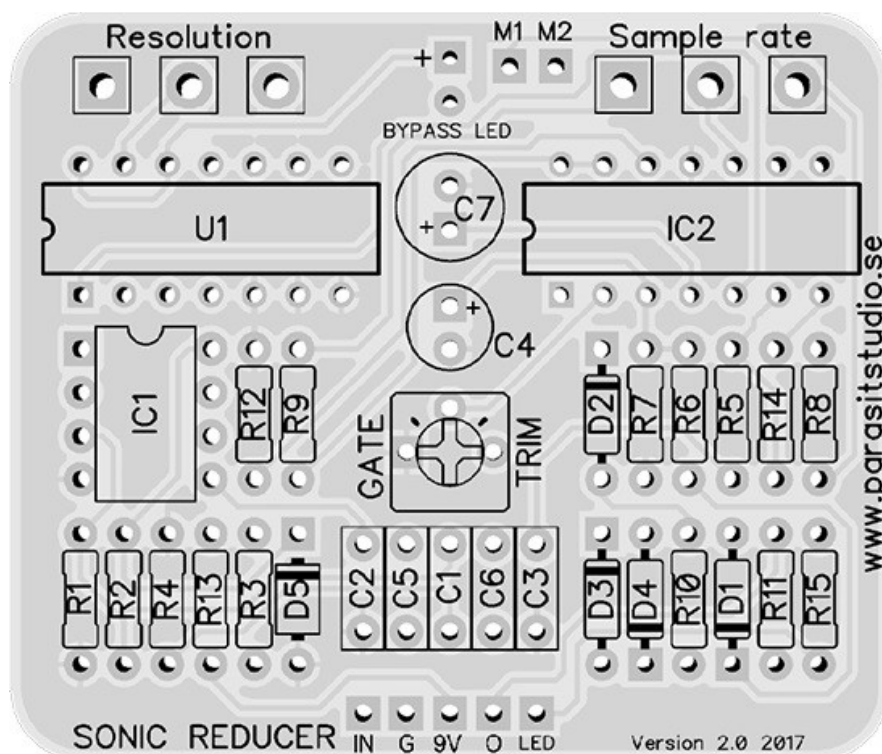 Resolution
M1 M2
Sample rate
+
BYPASS LED
U1
C7
+
IC2
+
C4
IC1
R12
R9
GATE
TRIM
D2
R7
R6
R5
R14
R8
www.parasitstudio.se
R1
R2
R4
R13
R3
D5
C2
C5
C1
C6
C3
D3
D4
R10
D1
R11
R15
SONIC REDUCER
IN G 9V O LED
Version 2.0 2017